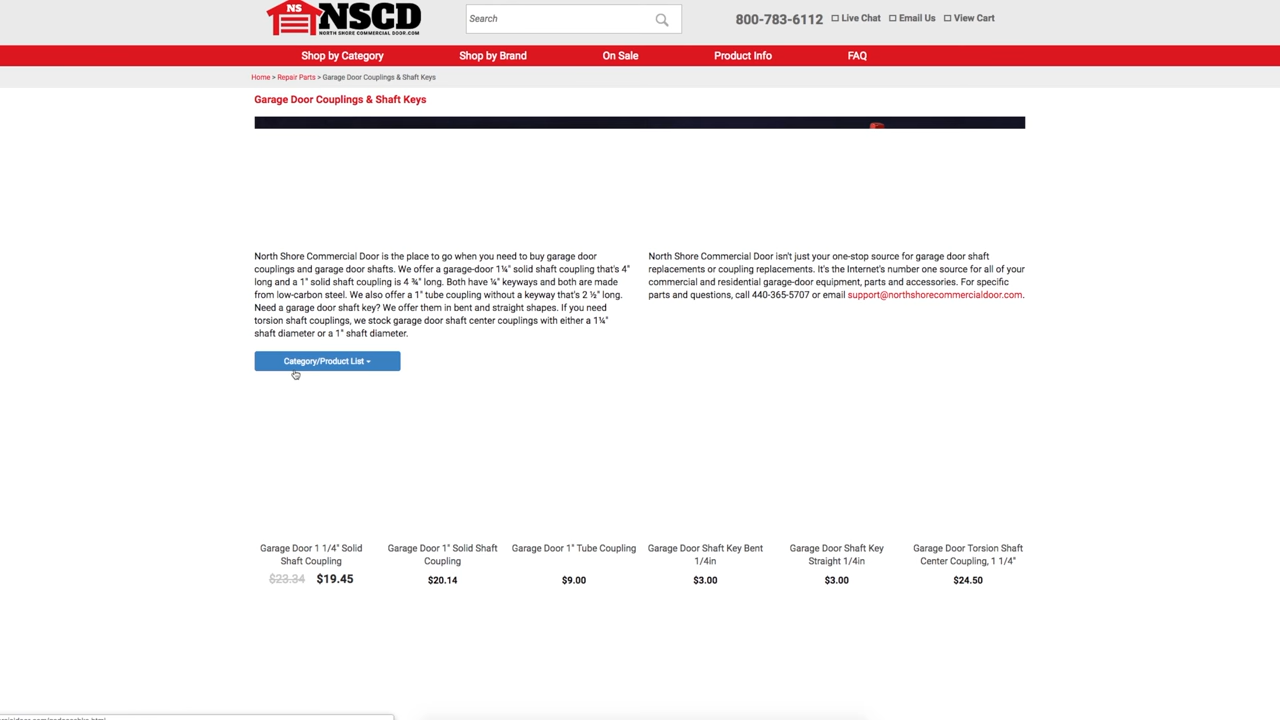 NS NSCD
NORTH SHORE COMMERCIAL DOOR.COM
Search
800-783-6112 Live Chat Email Us View Cart
Shop by Category Shop by Brand On Sale Product Info FAQ
Home > Repair Parts > Garage Door Couplings & Shaft Keys
Garage Door Couplings & Shaft Keys
North Shore Commercial Door is the place to go when you need to buy garage door
couplings and garage door shafts. We offer a garage-door 1¼" solid shaft coupling that's 4"
long and a 1" solid shaft coupling is 4 ¾" long. Both have ¼" keyways and both are made
from low-carbon steel. We also offer a 1" tube coupling without a keyway that's 2 ½" long.
Need a garage door shaft key? We offer them in bent and straight shapes. If you need
torsion shaft couplings, we stock garage door shaft center couplings with either a 1¼"
shaft diameter or a 1" shaft diameter.
North Shore Commercial Door isn't just your one-stop source for garage door shaft
replacements or coupling replacements. It's the Internet's number one source for all of your
commercial and residential garage-door equipment, parts and accessories. For specific
parts and questions, call 440-365-5707 or email support@northshorecommercialdoor.com.
Category/Product List
Garage Door 1 1/4" Solid
Shaft Coupling
$23.34 $19.45
Garage Door 1" Solid Shaft
Coupling
$20.14
Garage Door 1" Tube Coupling
$9.00
Garage Door Shaft Key Bent
1/4in
$3.00
Garage Door Shaft Key
Straight 1/4in
$3.00
Garage Door Torsion Shaft
Center Coupling, 1 1/4"
$24.50